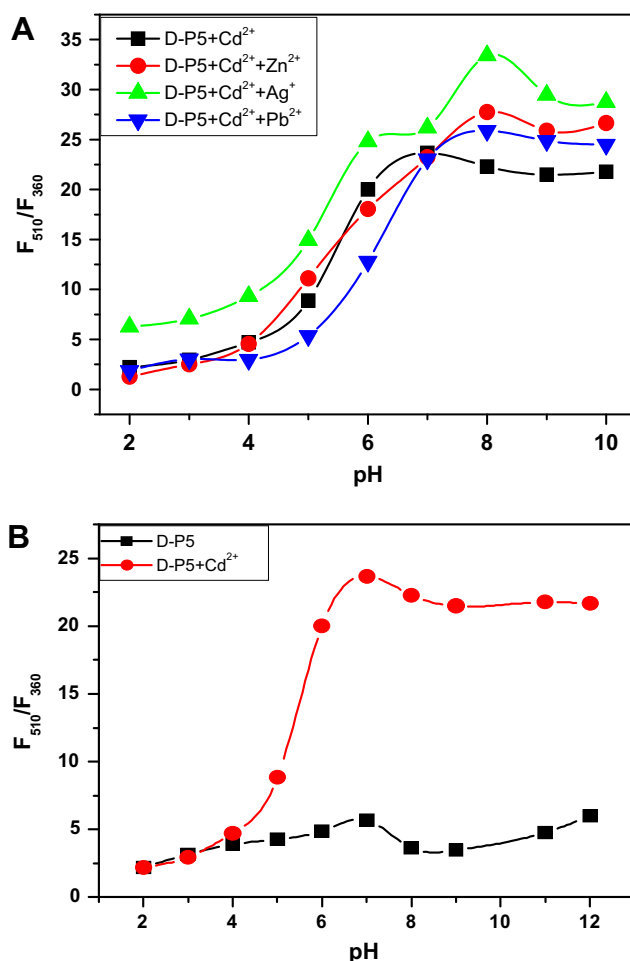 A
D-P5+Cd²⁺
D-P5+Cd²⁺+Zn²⁺
D-P5+Cd²⁺+Ag⁺
D-P5+Cd²⁺+Pb²⁺
35
30
25
20
15
10
5
0
F₅₁₀/F₃₆₀
2 4 6 8 10
pH
B
D-P5
D-P5+Cd²⁺
25
20
15
10
5
0
F₅₁₀/F₃₆₀
2 4 6 8 10 12
pH